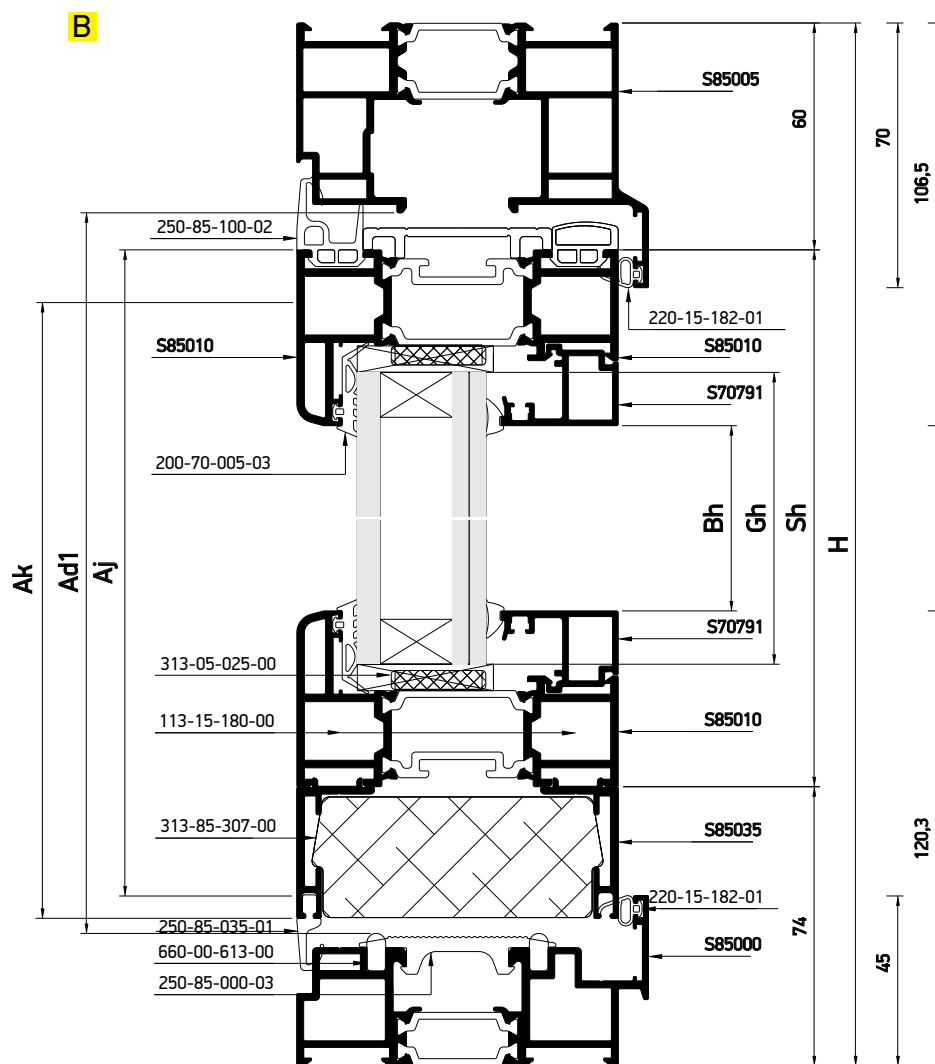 B
S85005
60
70
106,5
250-85-100-02
220-15-182-01
S85010
S85010
S70791
200-70-005-03
Ak
Ad1
Aj
Bh
Gh
Sh
H
S70791
313-05-025-00
113-15-180-00
S85010
313-85-307-00
S85035
120,3
220-15-182-01
250-85-035-01
74
S85000
45
660-00-613-00
250-85-000-03